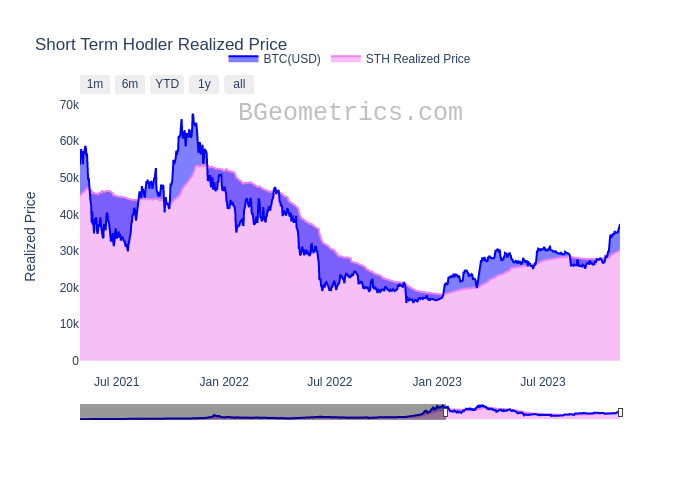 Short Term Hodler Realized Price
BTC(USD) STH Realized Price
1m 6m YTD 1y all
BGeometrics.com
Realized Price
70k
60k
50k
40k
30k
20k
10k
0
Jul 2021 Jan 2022 Jul 2022 Jan 2023 Jul 2023